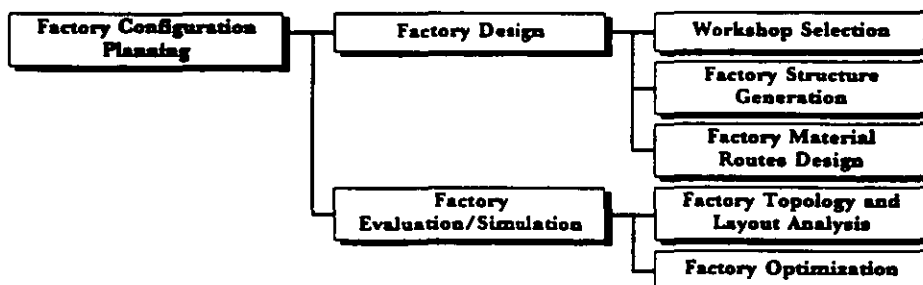 Factory Configuration
Planning
Factory Design
Workshop Selection
Factory Structure
Generation
Factory Material
Routes Design
Factory
Evaluation/Simulation
Factory Topology and
Layout Analysis
Factory Optimization